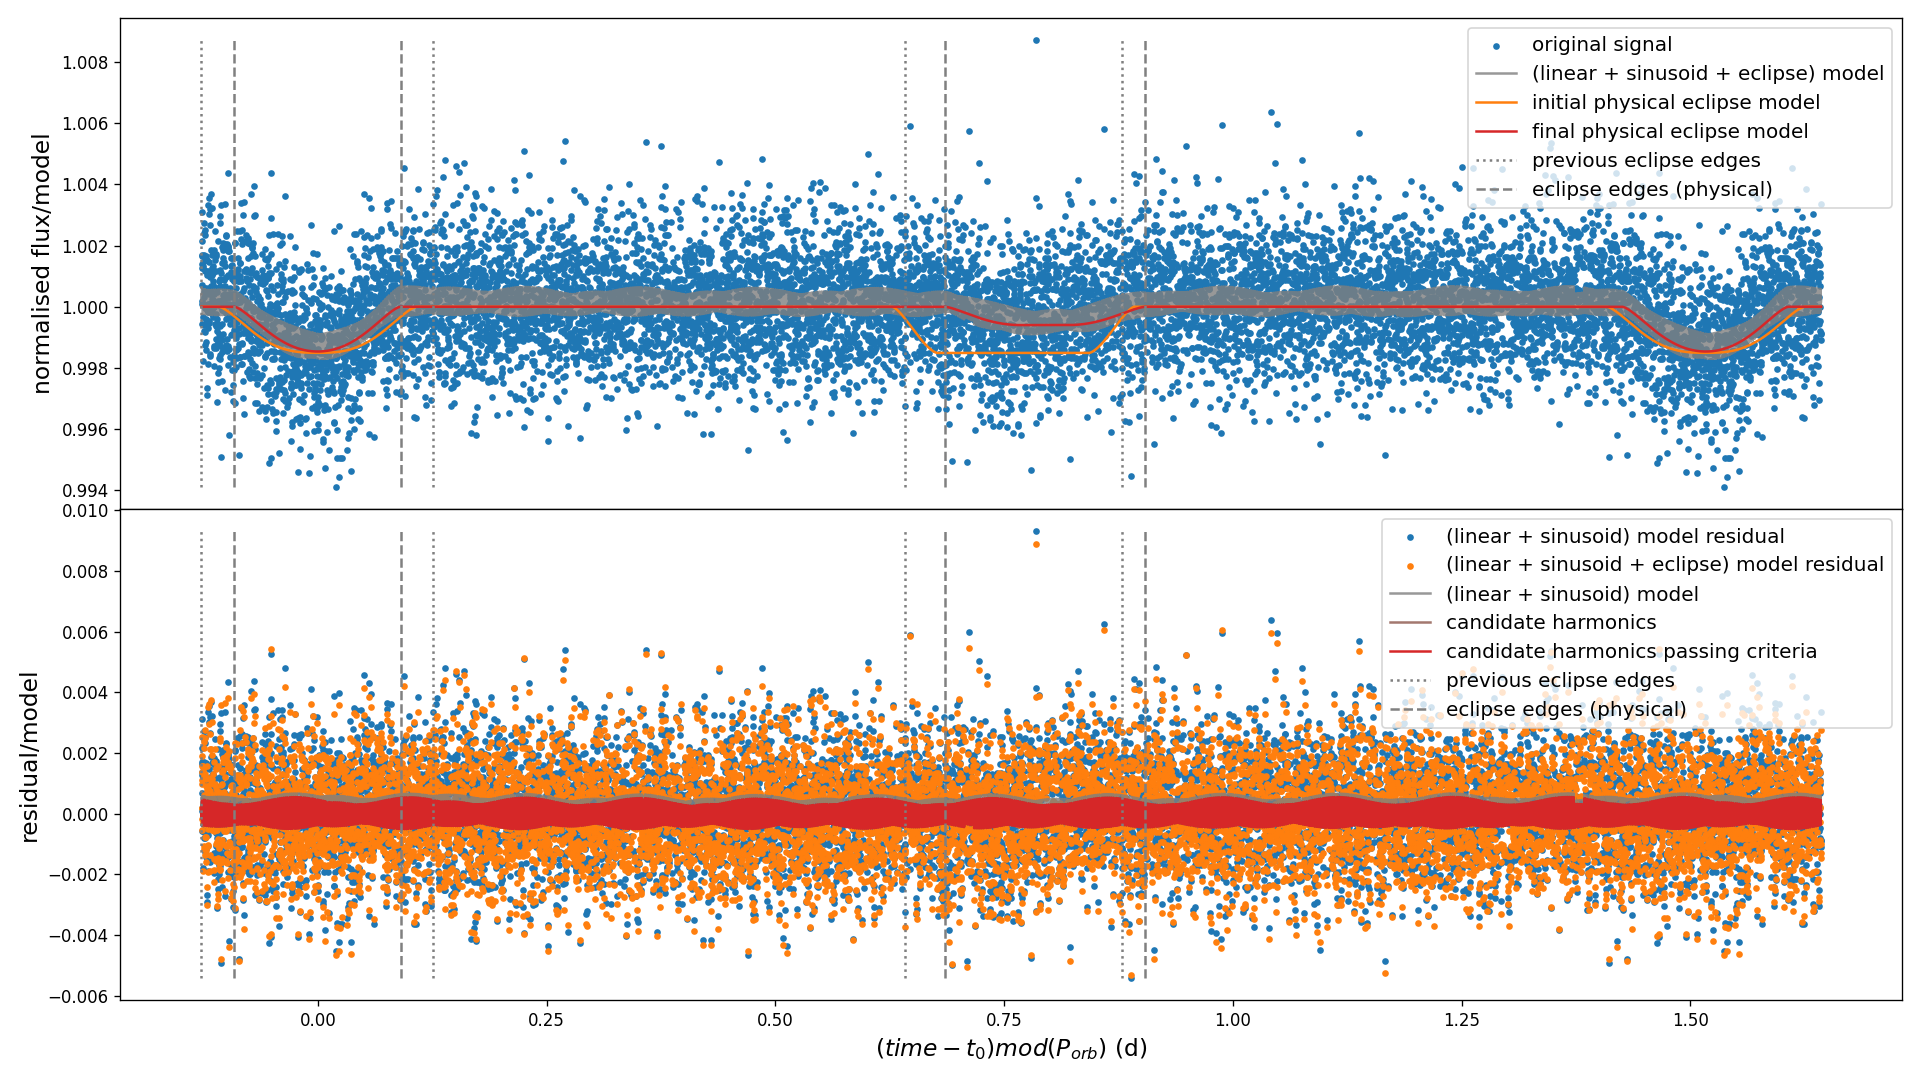 normalised flux/model
1.008
1.006
1.004
1.002
1.000
0.998
0.996
0.994
original signal
(linear + sinusoid + eclipse) model
initial physical eclipse model
final physical eclipse model
previous eclipse edges
eclipse edges (physical)
residual/model
0.010
0.008
0.006
0.004
0.002
0.000
−0.002
−0.004
−0.006
(linear + sinusoid) model residual
(linear + sinusoid + eclipse) model residual
(linear + sinusoid) model
candidate harmonics
candidate harmonics passing criteria
previous eclipse edges
eclipse edges (physical)
0.00 0.25 0.50 0.75 1.00 1.25 1.50
(time − t₀)mod(Pₒᵣb) (d)